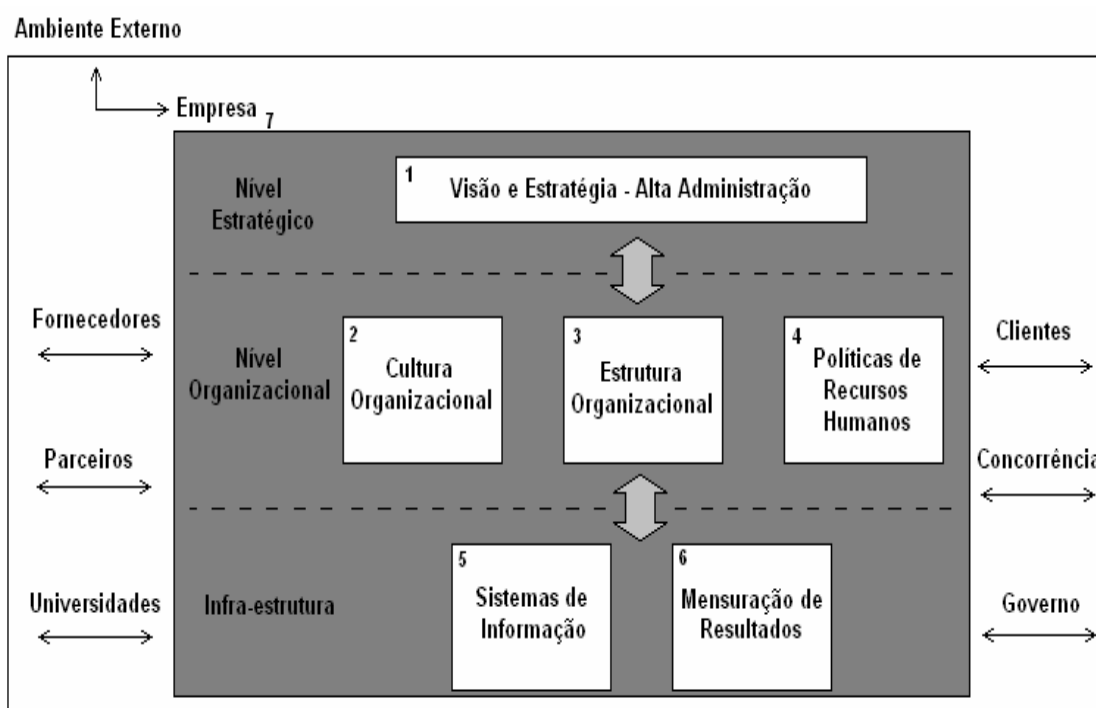 Ambiente Externo
Empresa 7
Nível
Estratégico
1
Visão e Estratégia - Alta Administração
Fornecedores
Parceiros
Universidades
Nível
Organizacional
2
Cultura
Organizacional
3
Estrutura
Organizacional
4
Políticas de
Recursos
Humanos
Clientes
Concorrência
Governo
Infra-estrutura
5
Sistemas de
Informação
6
Mensuração de
Resultados